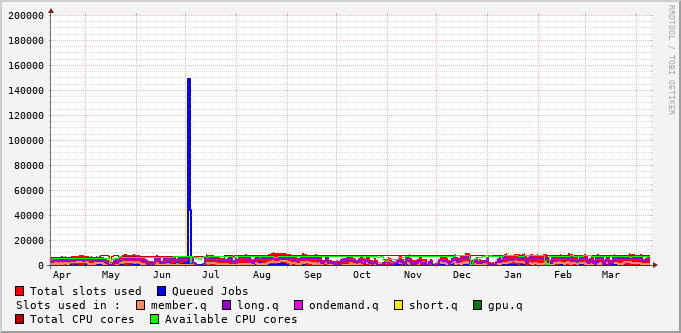 200000
180000
160000
140000
120000
100000
80000
60000
40000
20000
0
Apr May Jun Jul Aug Sep Oct Nov Dec Jan Feb Mar
RRDTOOL / TOBI OETIKER
Total slots used Queued Jobs
Slots used in : member.q long.q ondemand.q short.q gpu.q
Total CPU cores Available CPU cores